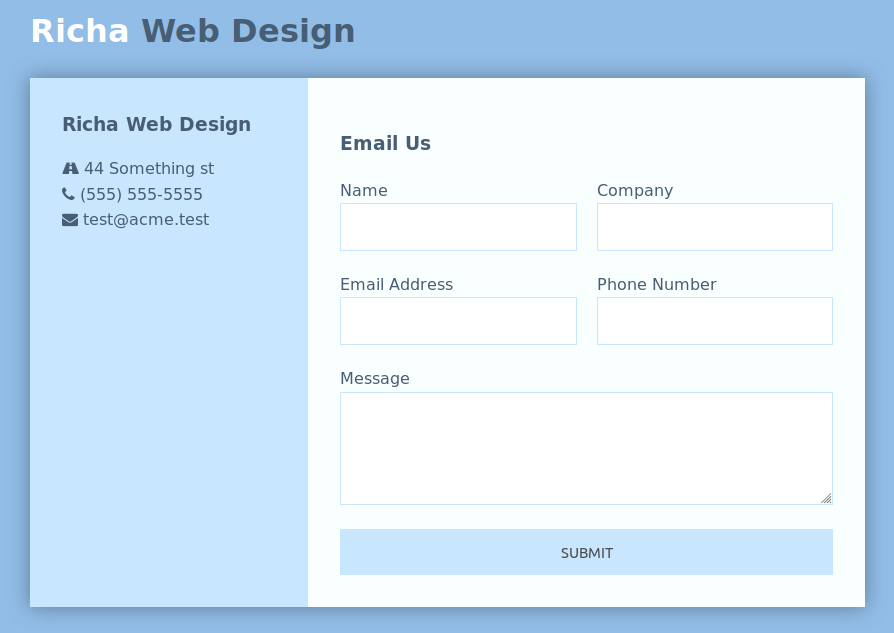 Richa Web Design
Richa Web Design
44 Something st
(555) 555-5555
test@acme.test
Email Us
Name
Company
Email Address
Phone Number
Message
SUBMIT